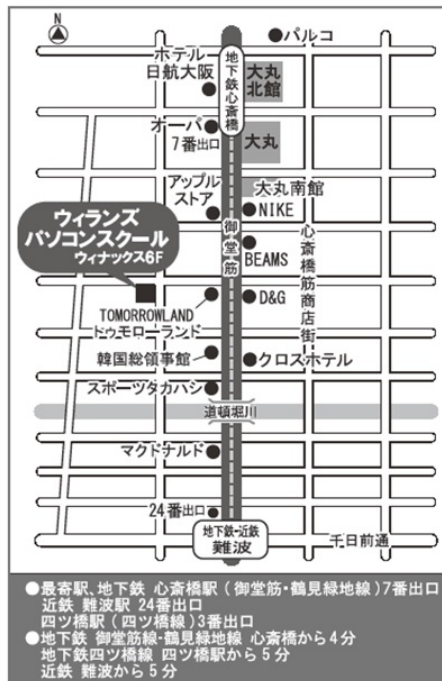 N
パルコ
ホテル
日航大阪
地下鉄心斎橋
大丸
北館
オーパ
7番出口
大丸
アップル
ストア
大丸南館
NIKE
ウィランズ
パソコンスクール
ウィナックス6F
御堂筋
BEAMS
心斎橋筋商店街
TOMORROWLAND
トゥモローランド
D&G
韓国総領事館
クロスホテル
スポーツタカハシ
道頓堀川
マクドナルド
24番出口
地下鉄・近鉄
難波
千日前通
●最寄駅、地下鉄 心斎橋駅(御堂筋・鶴見緑地線)7番出口
近鉄 難波駅 24番出口
四ツ橋駅(四ツ橋線)3番出口
●地下鉄 御堂筋線・鶴見緑地線 心斎橋から4分
地下鉄四ツ橋線 四ツ橋駅から5分
近鉄 難波から5分